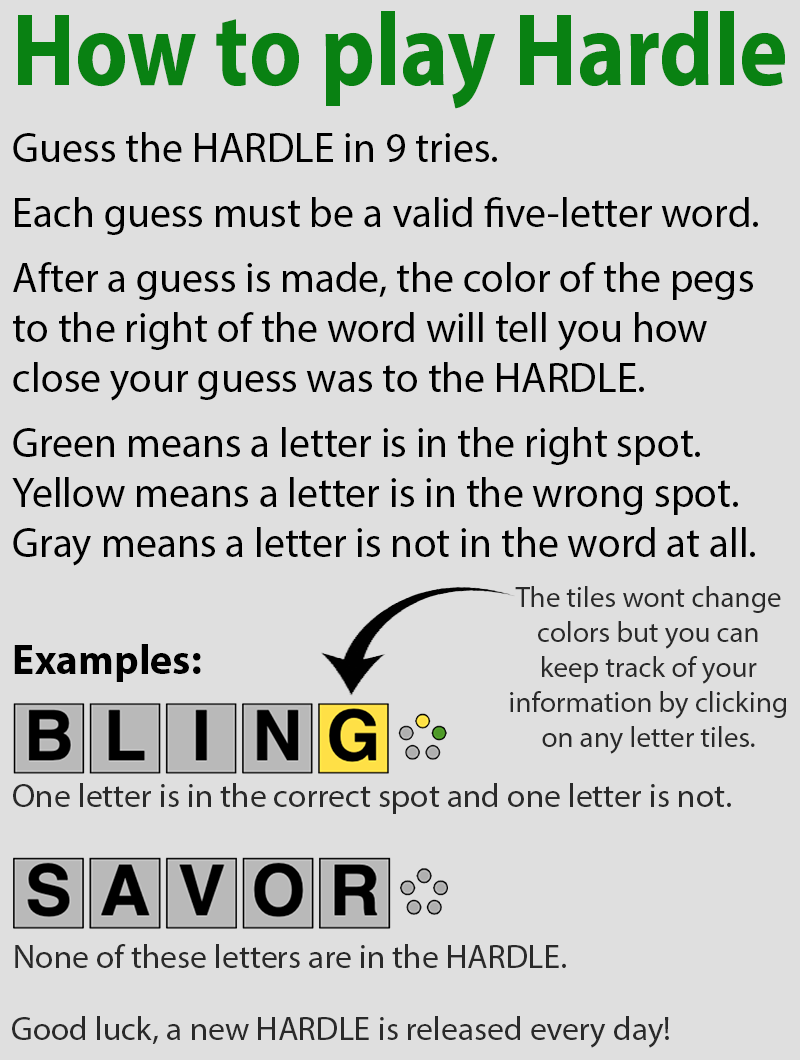 How to play Hardle
Guess the HARDLE in 9 tries.
Each guess must be a valid five-letter word.
After a guess is made, the color of the pegs
to the right of the word will tell you how
close your guess was to the HARDLE.
Green means a letter is in the right spot.
Yellow means a letter is in the wrong spot.
Gray means a letter is not in the word at all.
The tiles wont change
colors but you can
keep track of your
information by clicking
on any letter tiles.
Examples:
BLING
One letter is in the correct spot and one letter is not.
SAVOR
None of these letters are in the HARDLE.
Good luck, a new HARDLE is released every day!